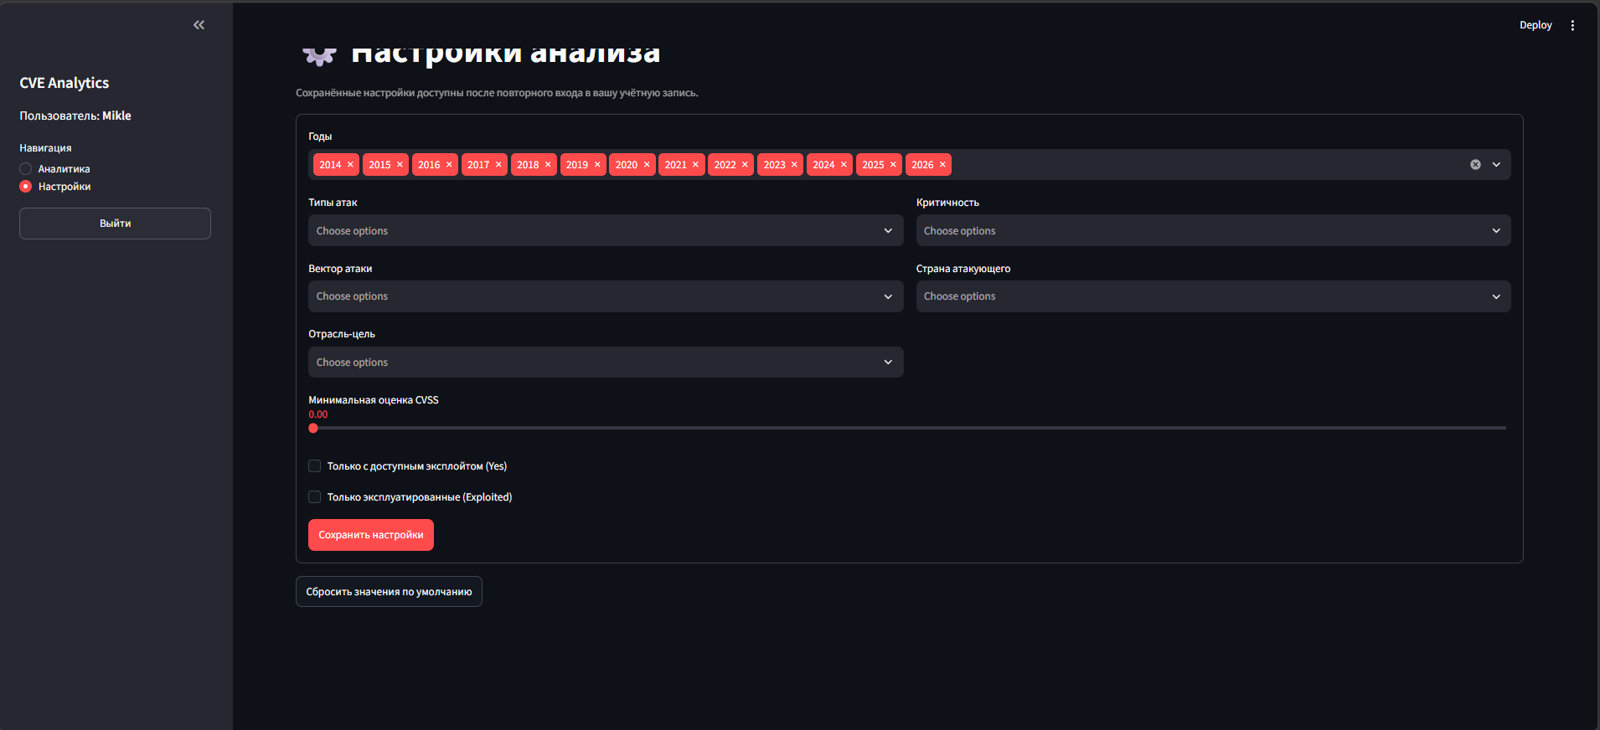 Deploy
CVE Analytics
Пользователь: Mikle
Навигация
Аналитика
Настройки
Выйти
Настройки анализа
Сохранённые настройки доступны после повторного входа в вашу учётную запись.
Годы
2014 × 2015 × 2016 × 2017 × 2018 × 2019 × 2020 × 2021 × 2022 × 2023 × 2024 × 2025 × 2026 ×
Типы атак
Критичность
Choose options
Choose options
Вектор атаки
Страна атакующего
Choose options
Choose options
Отрасль-цель
Choose options
Минимальная оценка CVSS
0.00
Только с доступным эксплойтом (Yes)
Только эксплуатированные (Exploited)
Сохранить настройки
Сбросить значения по умолчанию